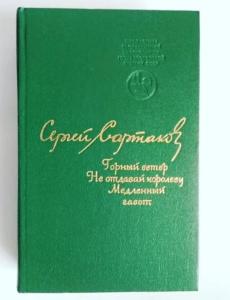 Сергей Сартаков
Горный ветер
Не отдавай королеву
Медленный
гавот